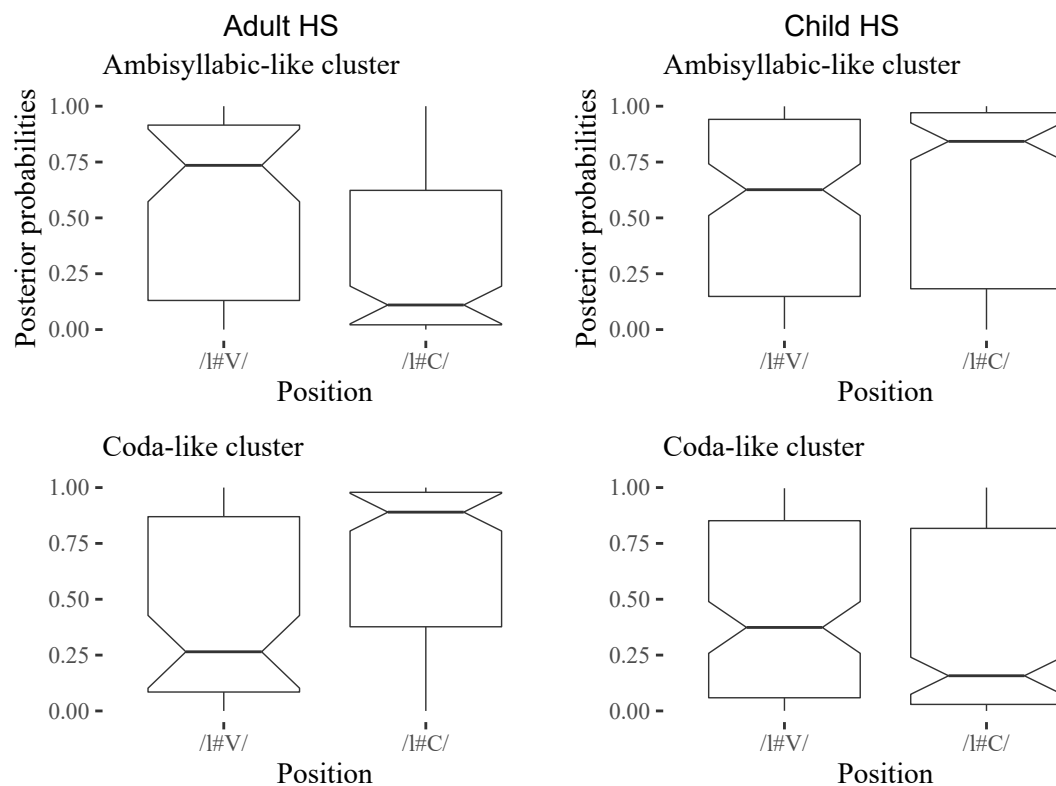 Adult HS
Ambisyllabic-like cluster
Posterior probabilities
1.00
0.75
0.50
0.25
0.00
/l#V/ /l#C/
Position
Child HS
Ambisyllabic-like cluster
Posterior probabilities
1.00
0.75
0.50
0.25
0.00
/l#V/ /l#C/
Position
Coda-like cluster
1.00
0.75
0.50
0.25
0.00
/l#V/ /l#C/
Position
Coda-like cluster
1.00
0.75
0.50
0.25
0.00
/l#V/ /l#C/
Position